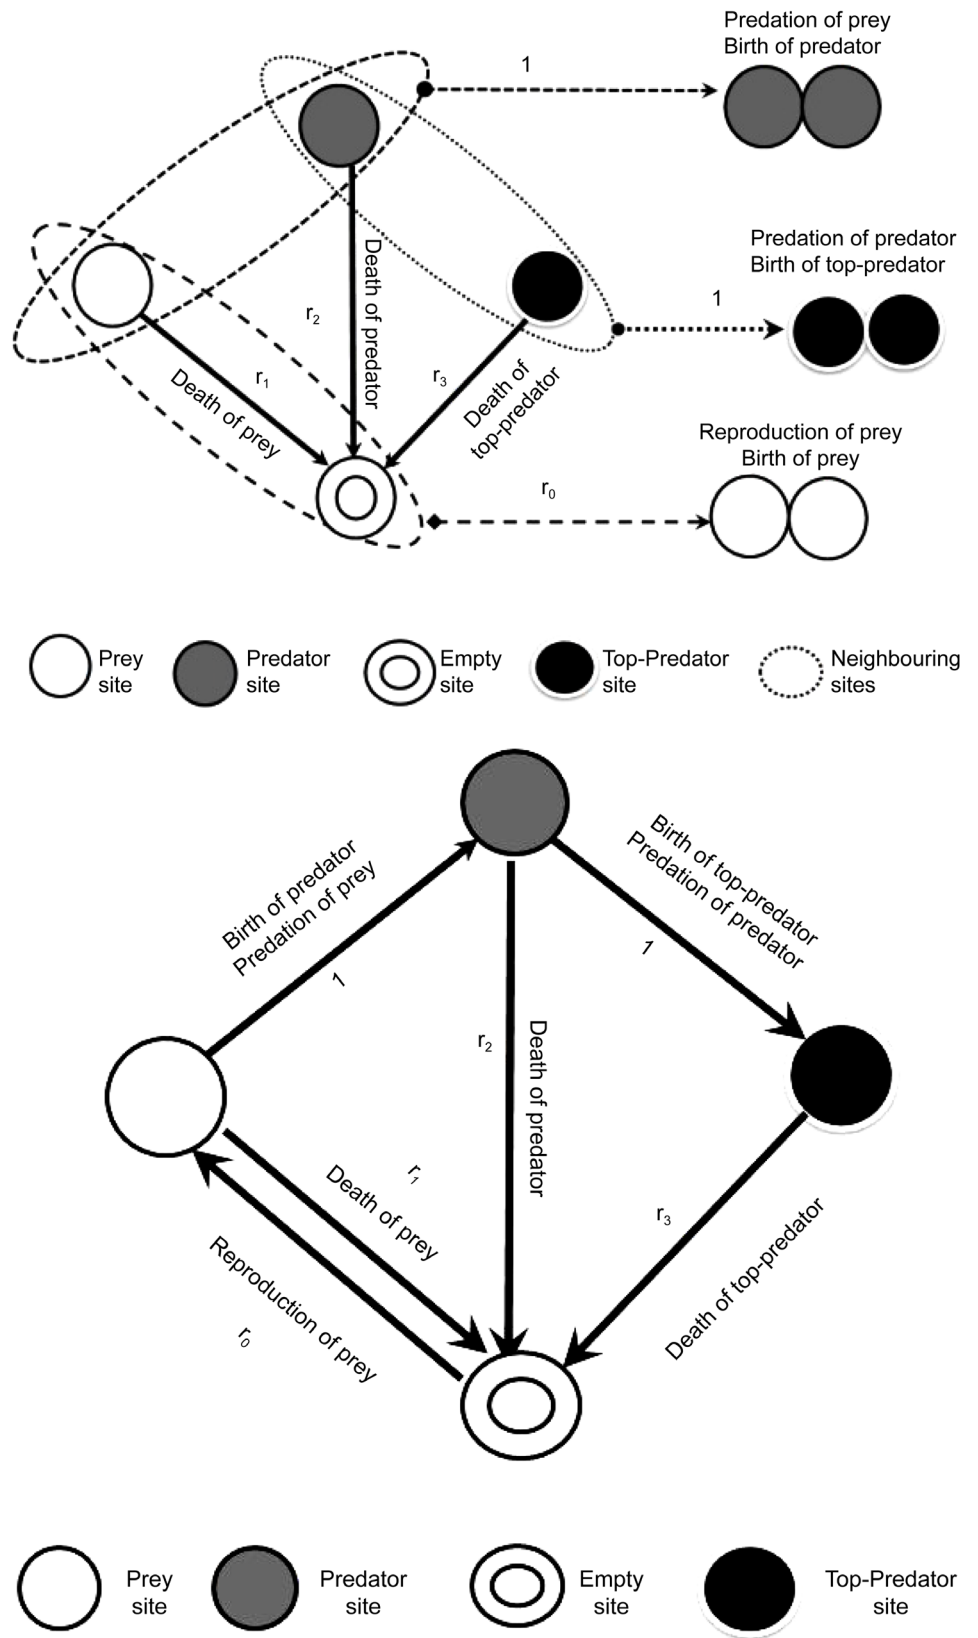 Predation of prey
Birth of predator
1
Death of predator
r2
Predation of predator
Birth of top-predator
1
r1
Death of prey
r3
Death of
top-predator
Reproduction of prey
Birth of prey
r0
Prey
site
Predator
site
Empty
site
Top-Predator
site
Neighbouring
sites
Birth of predator
Predation of prey
1
Birth of top-predator
Predation of predator
1
r2
Death of predator
r1
Death of prey
r3
Death of top-predator
Reproduction of prey
r0
Prey
site
Predator
site
Empty
site
Top-Predator
site